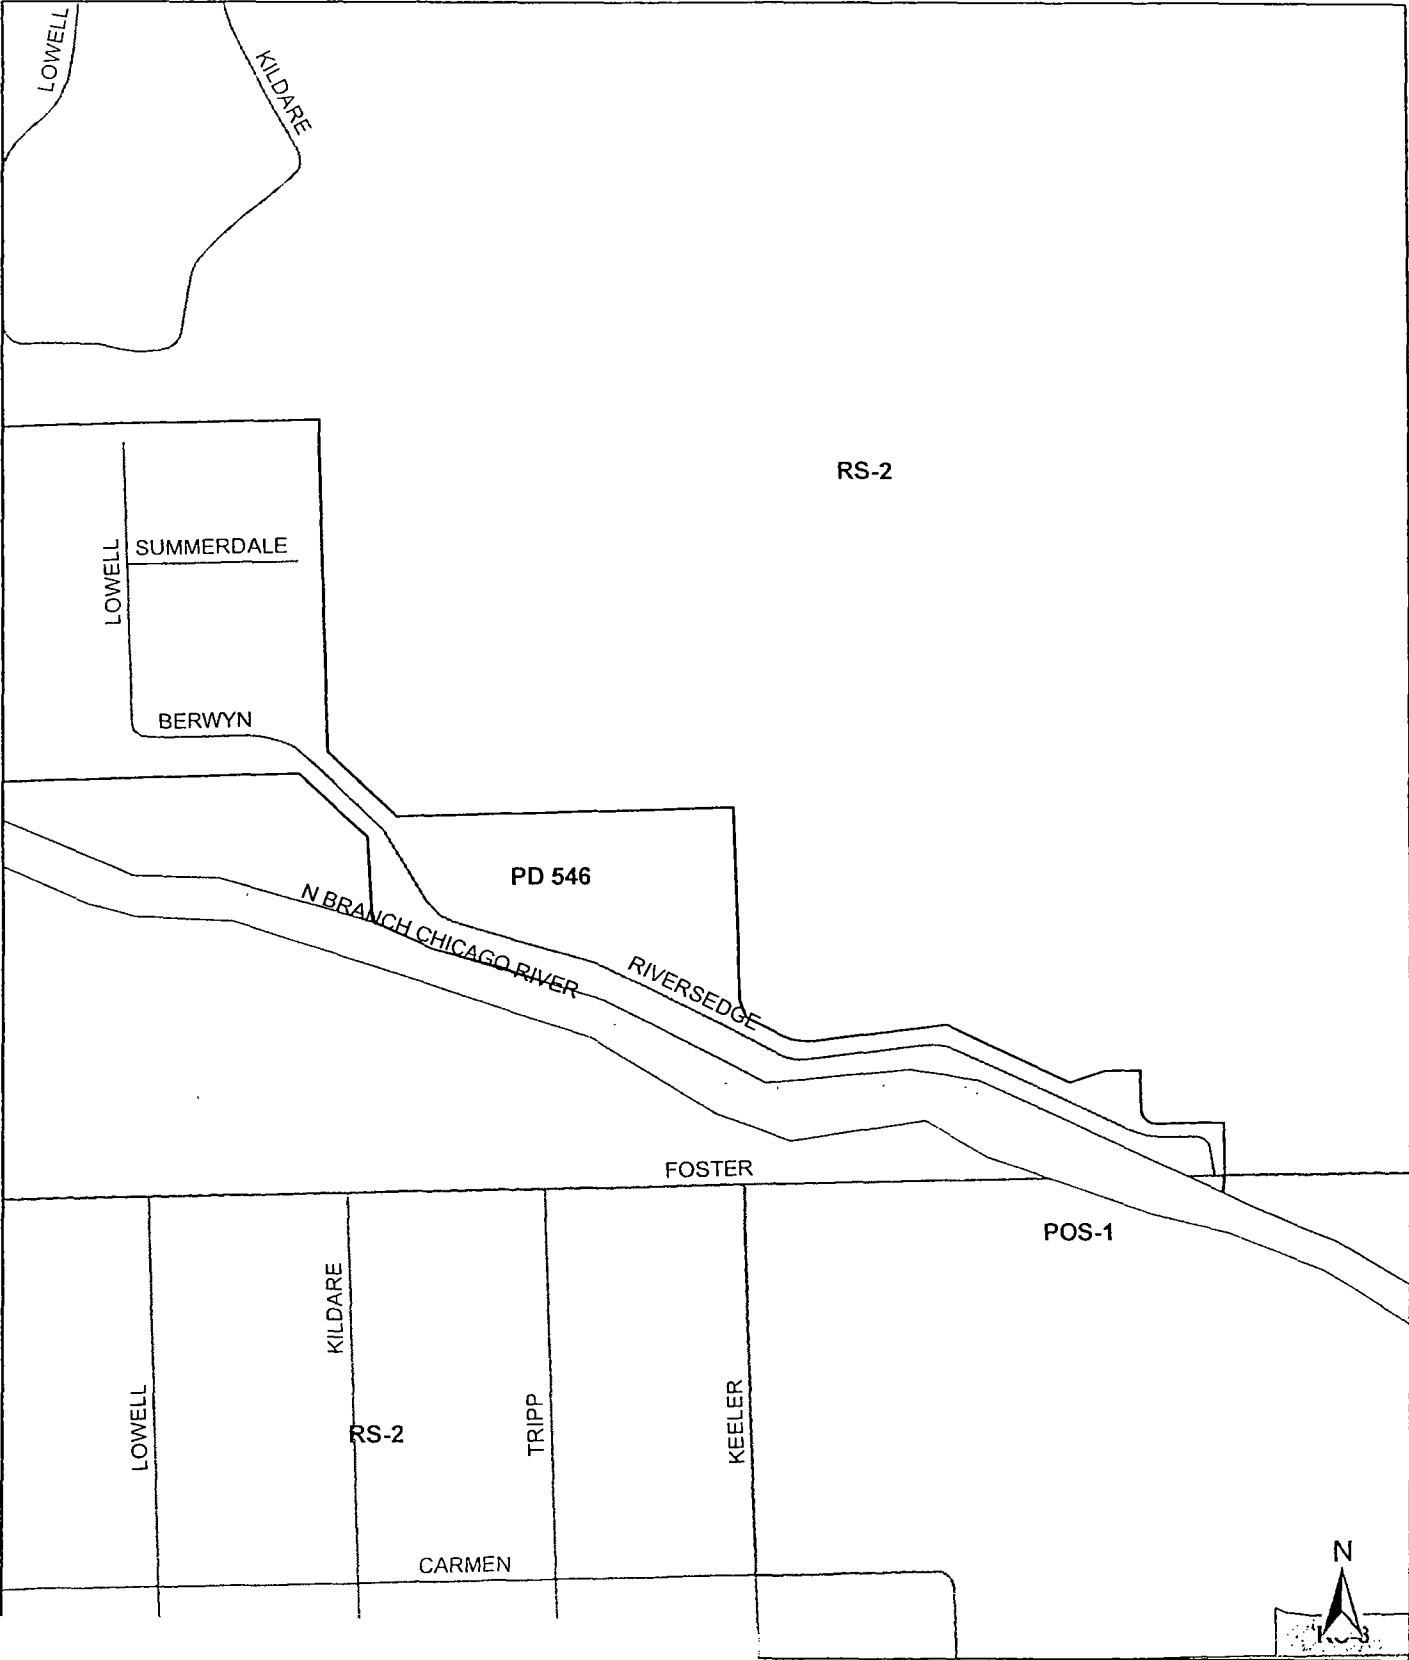 LOWELL
KILDARE
RS-2
LOWELL
SUMMERDALE
BERWYN
PD 546
N BRANCH CHICAGO RIVER
RIVERSEDGE
FOSTER
POS-1
KILDARE
LOWELL
RS-2
TRIPP
KEELER
CARMEN
N